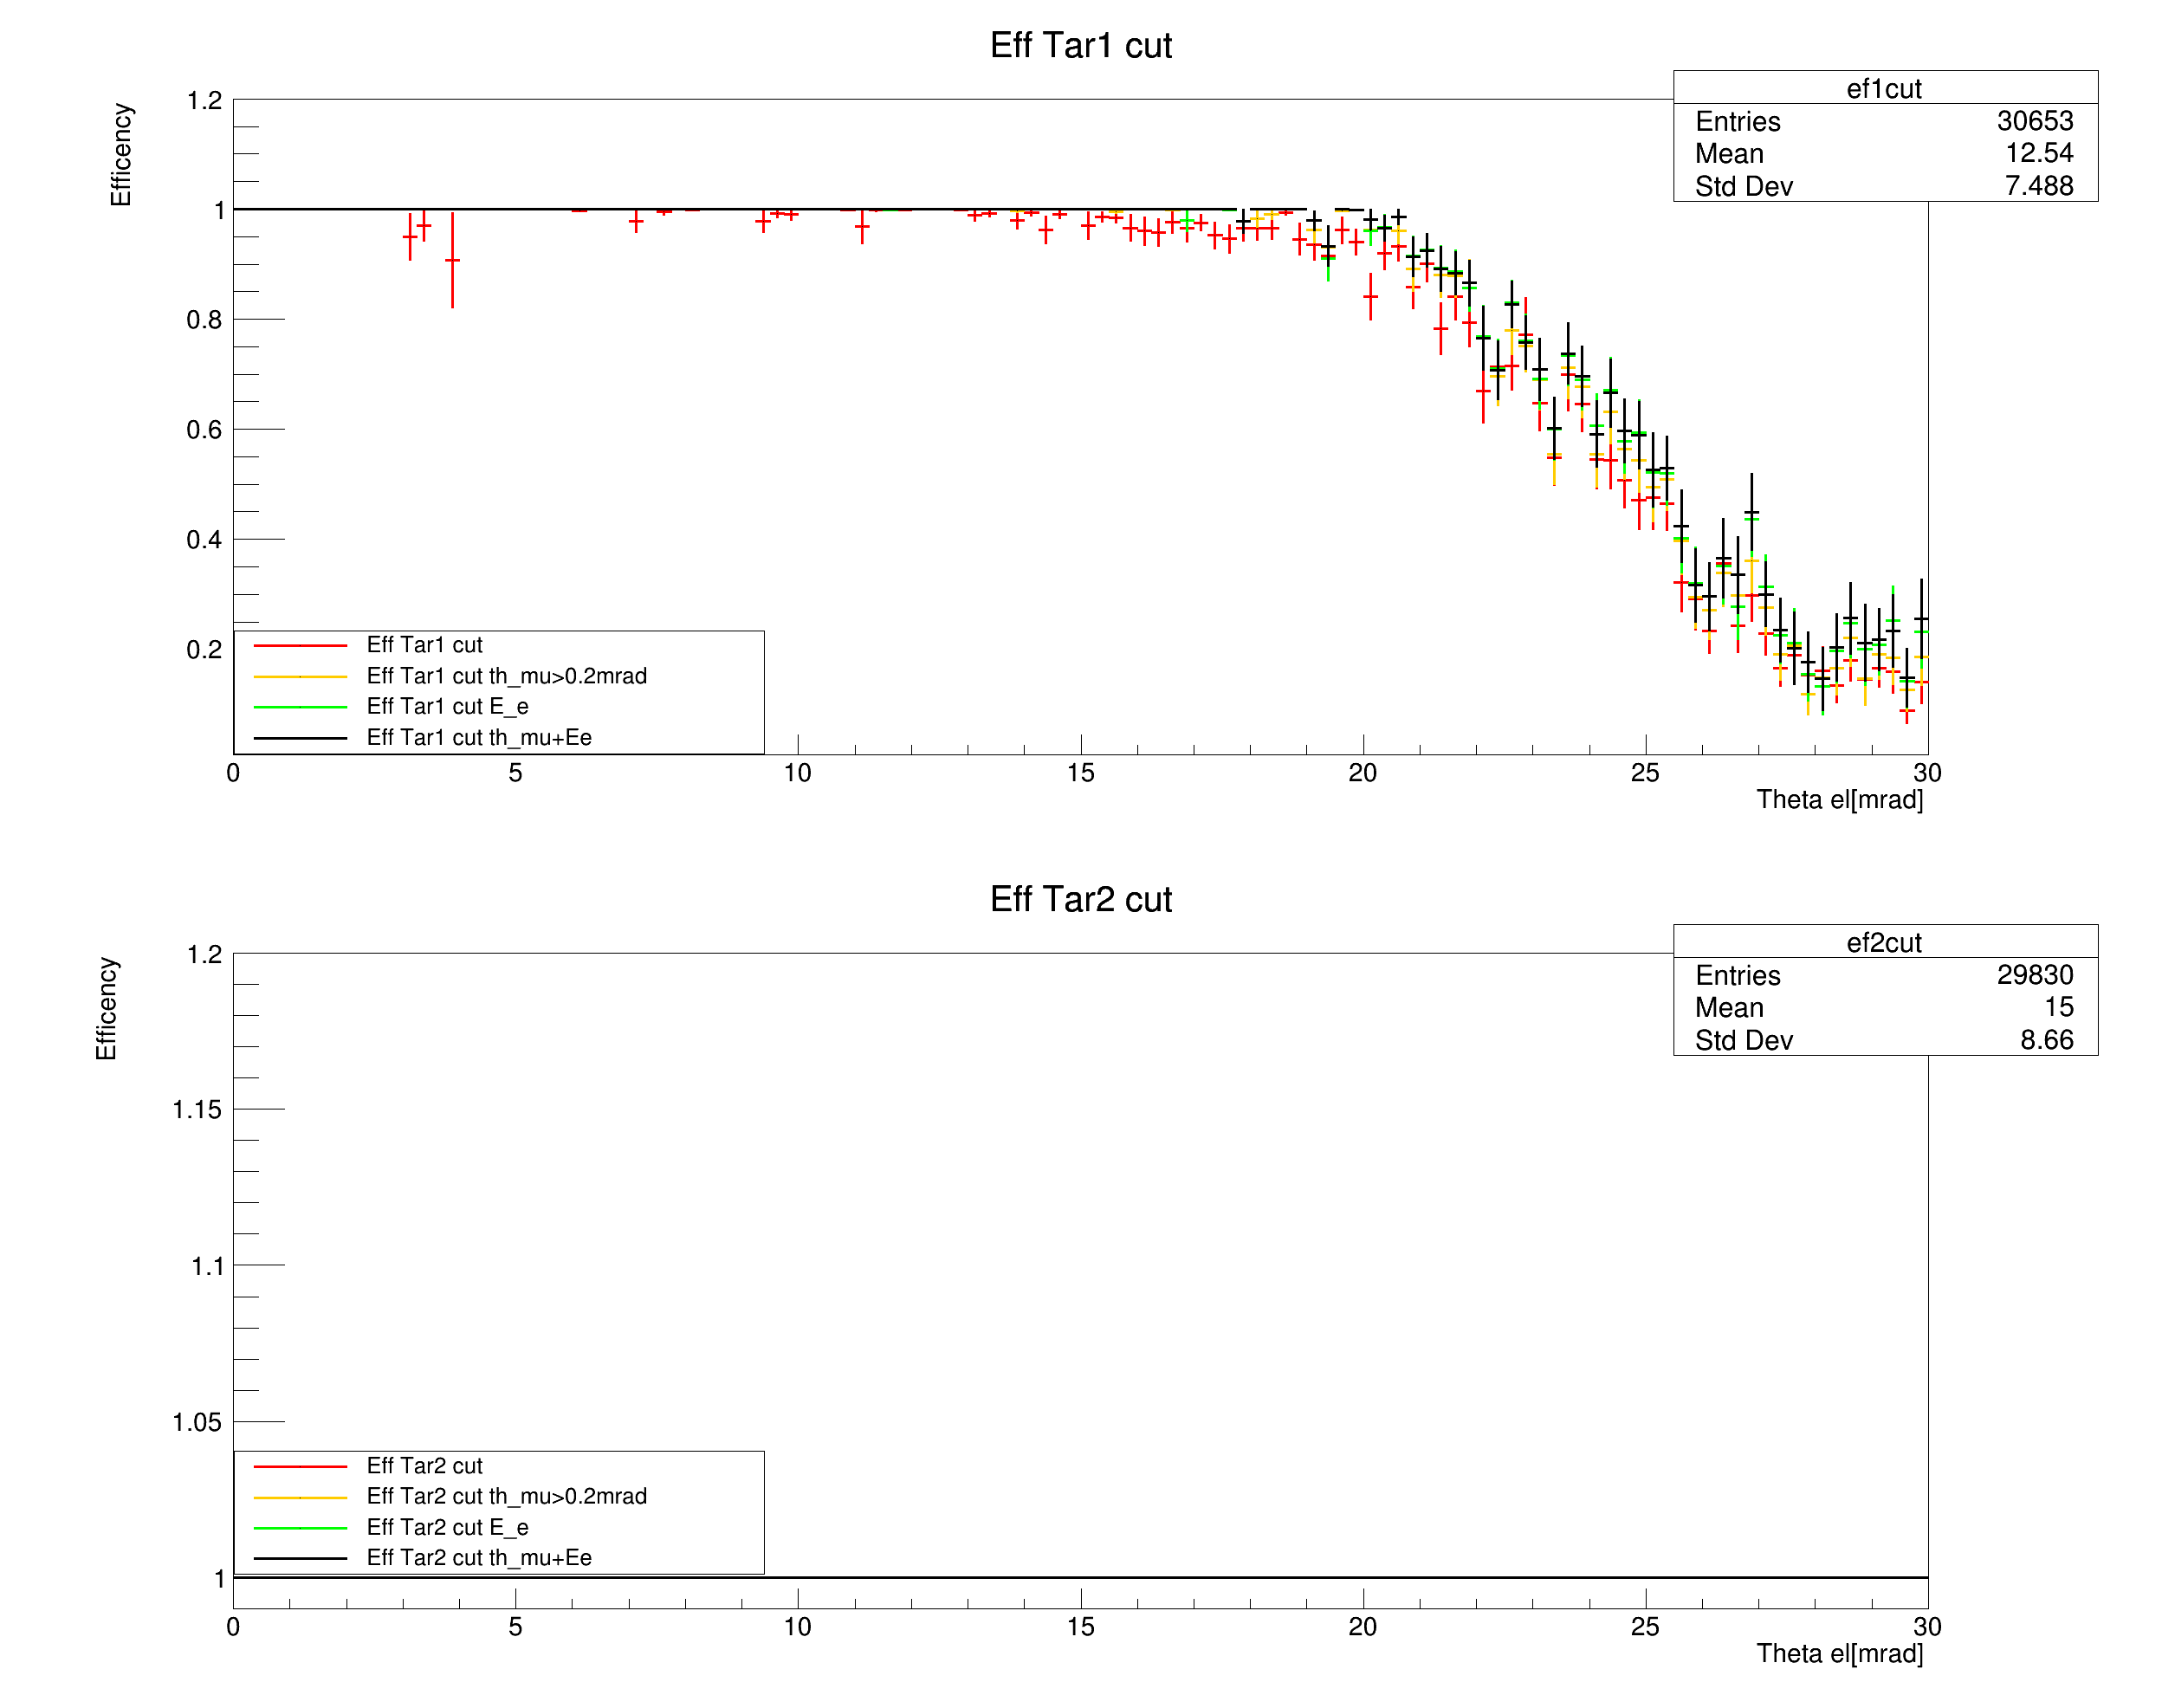 Eff Tar1 cut
ef1cut
Entries 30653
Mean 12.54
Std Dev 7.488
Efficency
1.2
1
0.8
0.6
0.4
0.2
Eff Tar1 cut
Eff Tar1 cut th_mu>0.2mrad
Eff Tar1 cut E_e
Eff Tar1 cut th_mu+Ee
0 5 10 15 20 25 30
Theta el[mrad]
Eff Tar2 cut
ef2cut
Entries 29830
Mean 15
Std Dev 8.66
Efficency
1.2
1.15
1.1
1.05
1
Eff Tar2 cut
Eff Tar2 cut th_mu>0.2mrad
Eff Tar2 cut E_e
Eff Tar2 cut th_mu+Ee
0 5 10 15 20 25 30
Theta el[mrad]